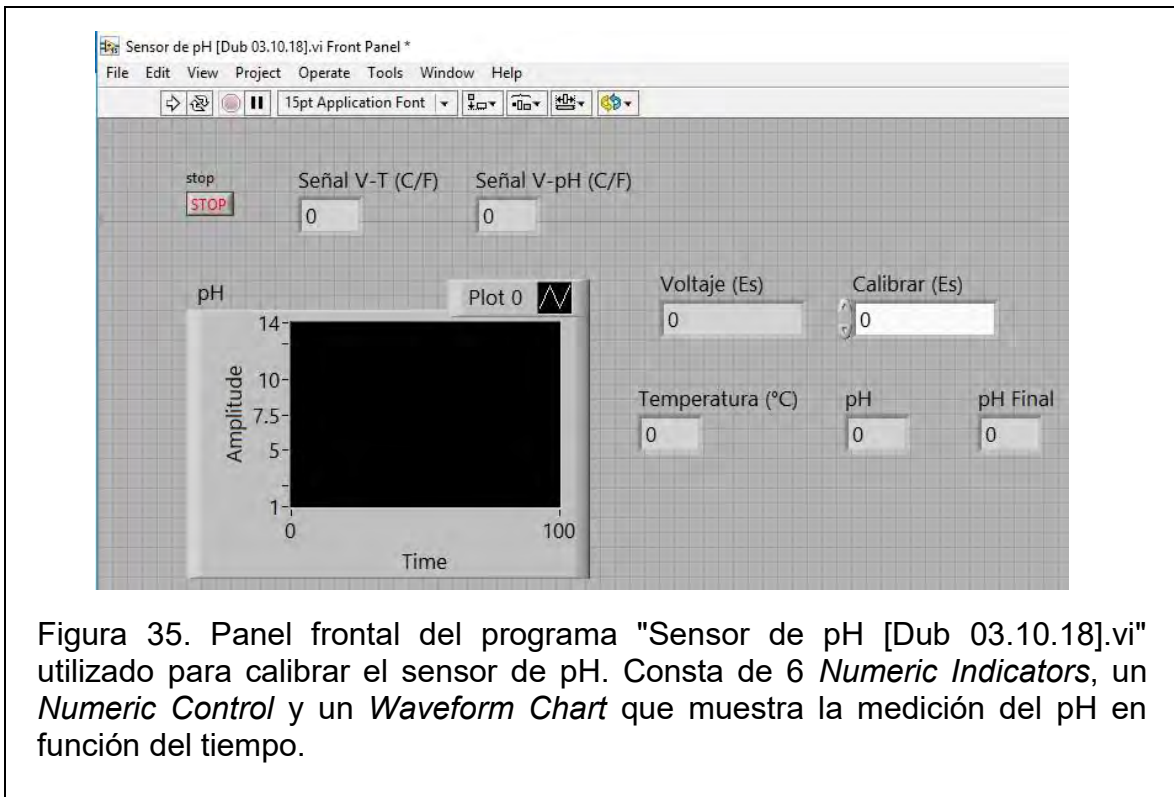 Sensor de pH [Dub 03.10.18].vi Front Panel *
File Edit View Project Operate Tools Window Help
15pt Application Font
stop
STOP
Señal V-T (C/F)
0
Señal V-pH (C/F)
0
pH
Plot 0
Amplitude
14
10
7.5
5
1
0
100
Time
Voltaje (Es)
0
Calibrar (Es)
0
Temperatura (°C)
0
pH
0
pH Final
0
Figura 35. Panel frontal del programa "Sensor de pH [Dub 03.10.18].vi"
utilizado para calibrar el sensor de pH. Consta de 6 Numeric Indicators, un
Numeric Control y un Waveform Chart que muestra la medición del pH en
función del tiempo.